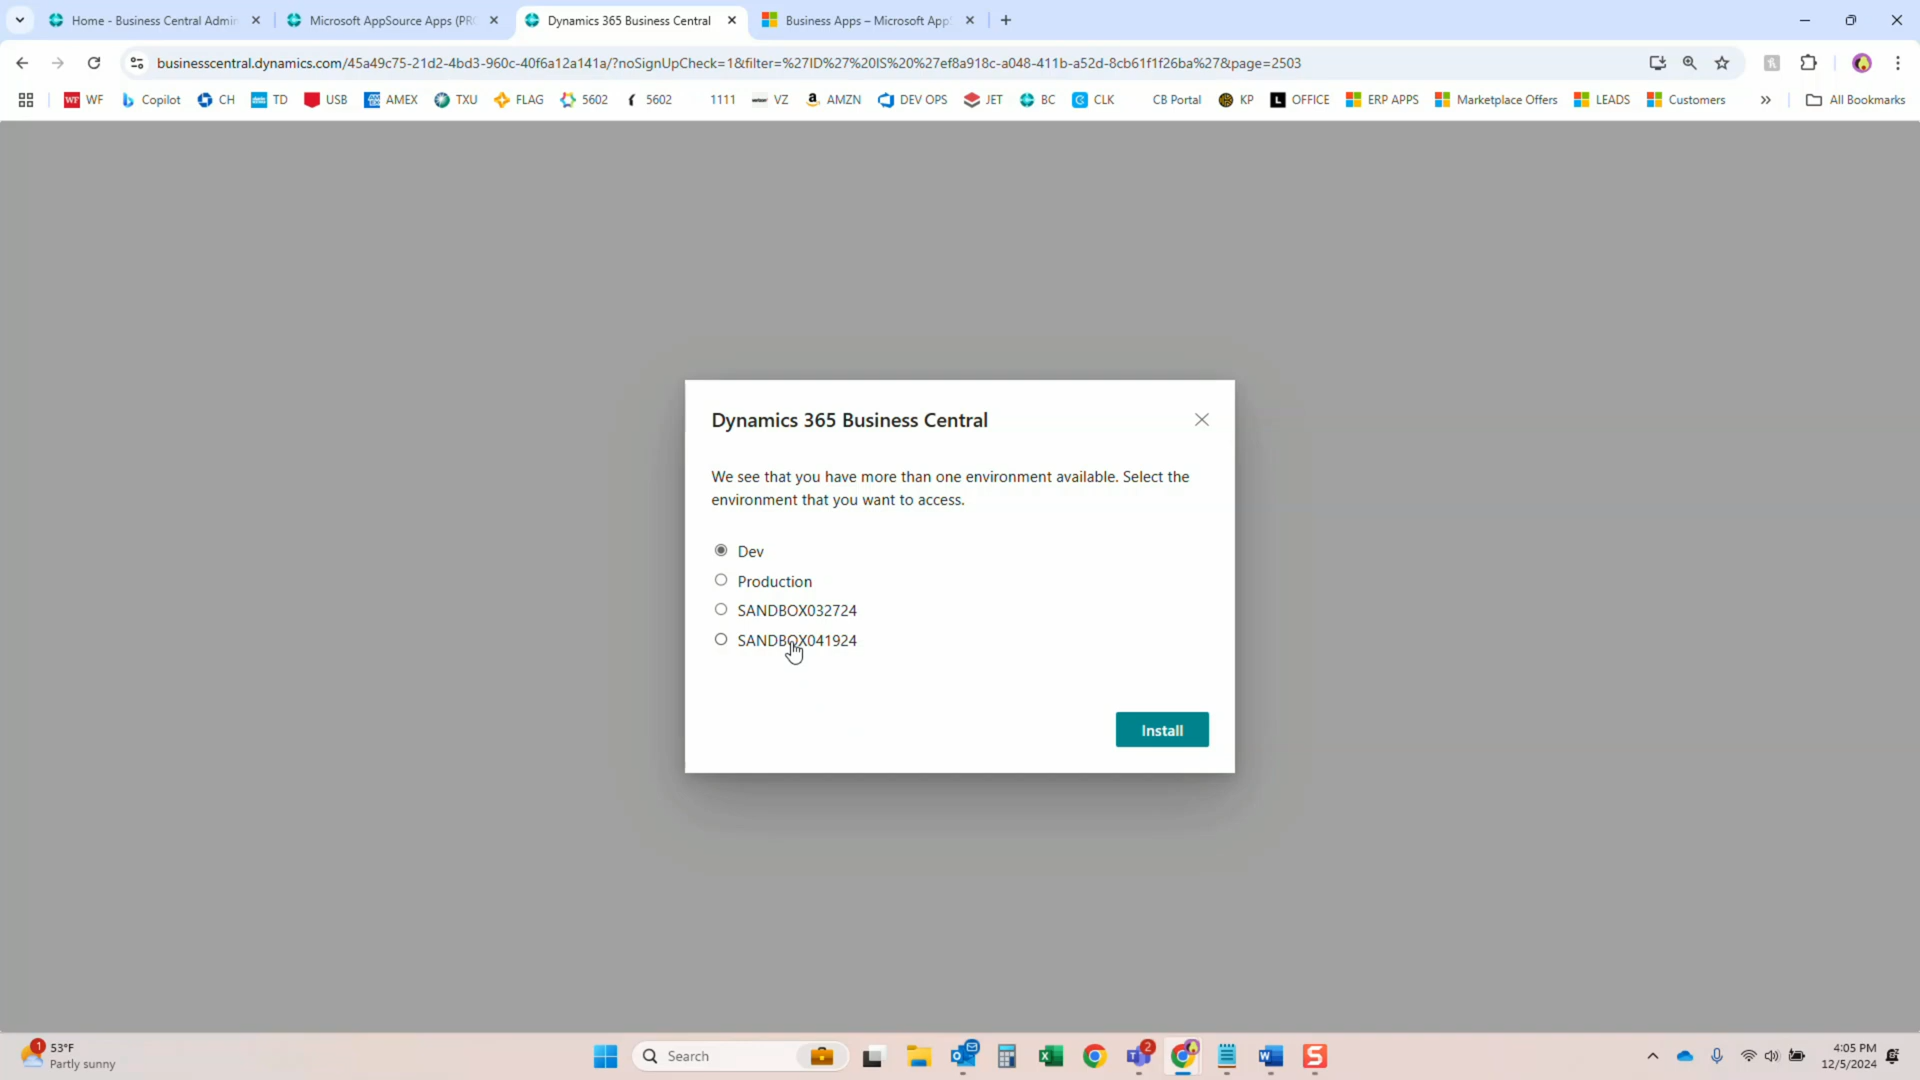 Home - Business Central Admin
Microsoft AppSource Apps (PR
Dynamics 365 Business Central
Business Apps – Microsoft App
businesscentral.dynamics.com/45a49c75-21d2-4bd3-960c-40f6a12a141a/?noSignUpCheck=1&filter=%27ID%27%20IS%20%27ef8a918c-a048-411b-a52d-8cb61f1f26ba%27&page=2503
WF WF Copilot CH TD USB AMEX TXU FLAG 5602 5602 1111 VZ AMZN DEV OPS JET BC CLK CB Portal KP OFFICE ERP APPS Marketplace Offers LEADS Customers » All Bookmarks
Dynamics 365 Business Central
We see that you have more than one environment available. Select the
environment that you want to access.
Dev
Production
SANDBOX032724
SANDBOX041924
Install
1 53°F
Partly sunny
Search
2
4:05 PM
12/5/2024